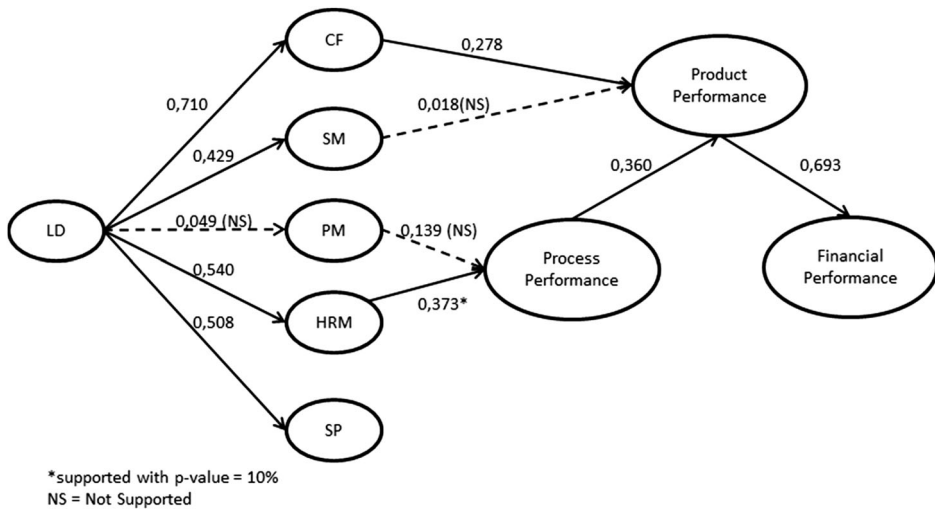 CF
0,278
Product
Performance
0,710
0,018(NS)
SM
0,429
0,360
0,693
LD
0,049 (NS)
PM
0,139 (NS)
Process
Performance
Financial
Performance
0,540
0,373*
HRM
0,508
SP
*supported with p-value = 10%
NS = Not Supported